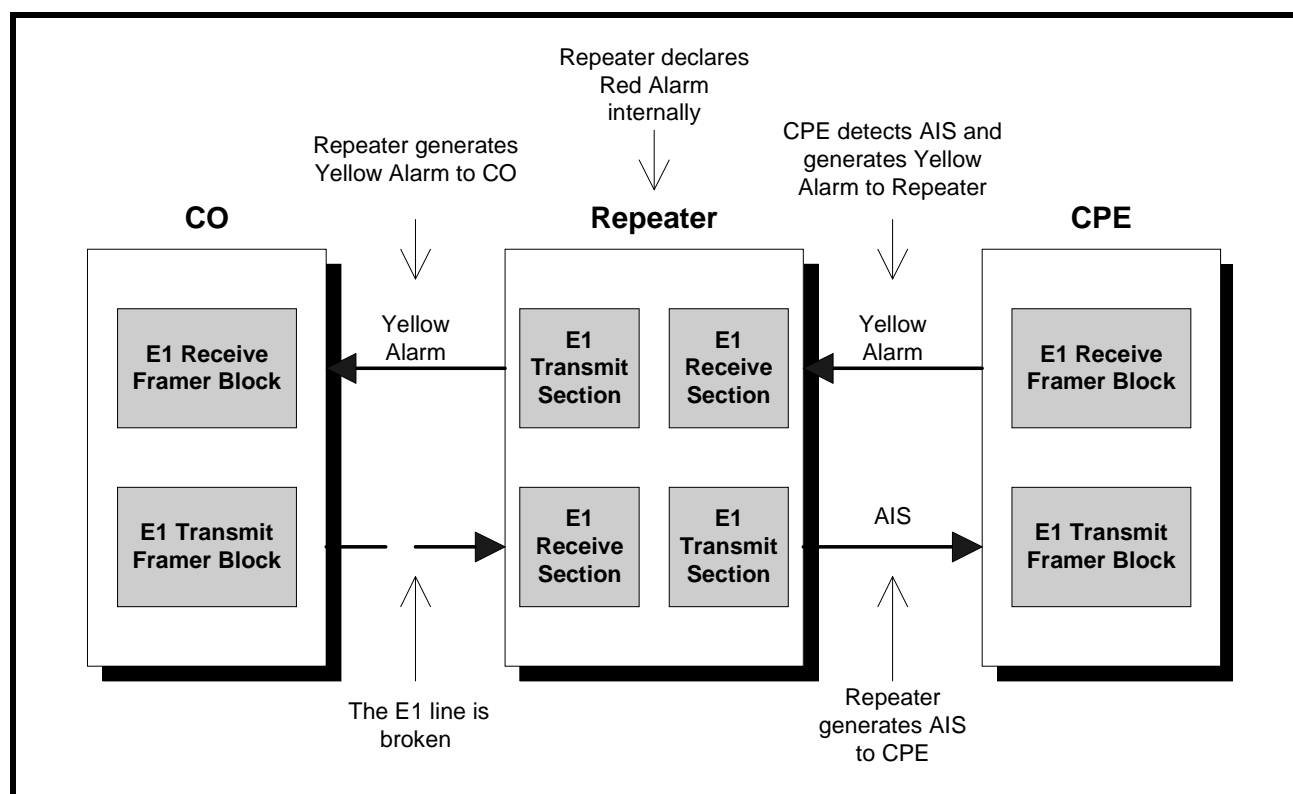 Repeater declares
Red Alarm
internally
Repeater generates
Yellow Alarm to CO
CPE detects AIS and
generates Yellow
Alarm to Repeater
CO
Repeater
CPE
Yellow
Alarm
Yellow
Alarm
E1 Receive
Framer Block
E1
Transmit
Section
E1
Receive
Section
E1 Receive
Framer Block
E1 Transmit
Framer Block
E1
Receive
Section
E1
Transmit
Section
AIS
E1 Transmit
Framer Block
The E1 line is
broken
Repeater
generates AIS
to CPE